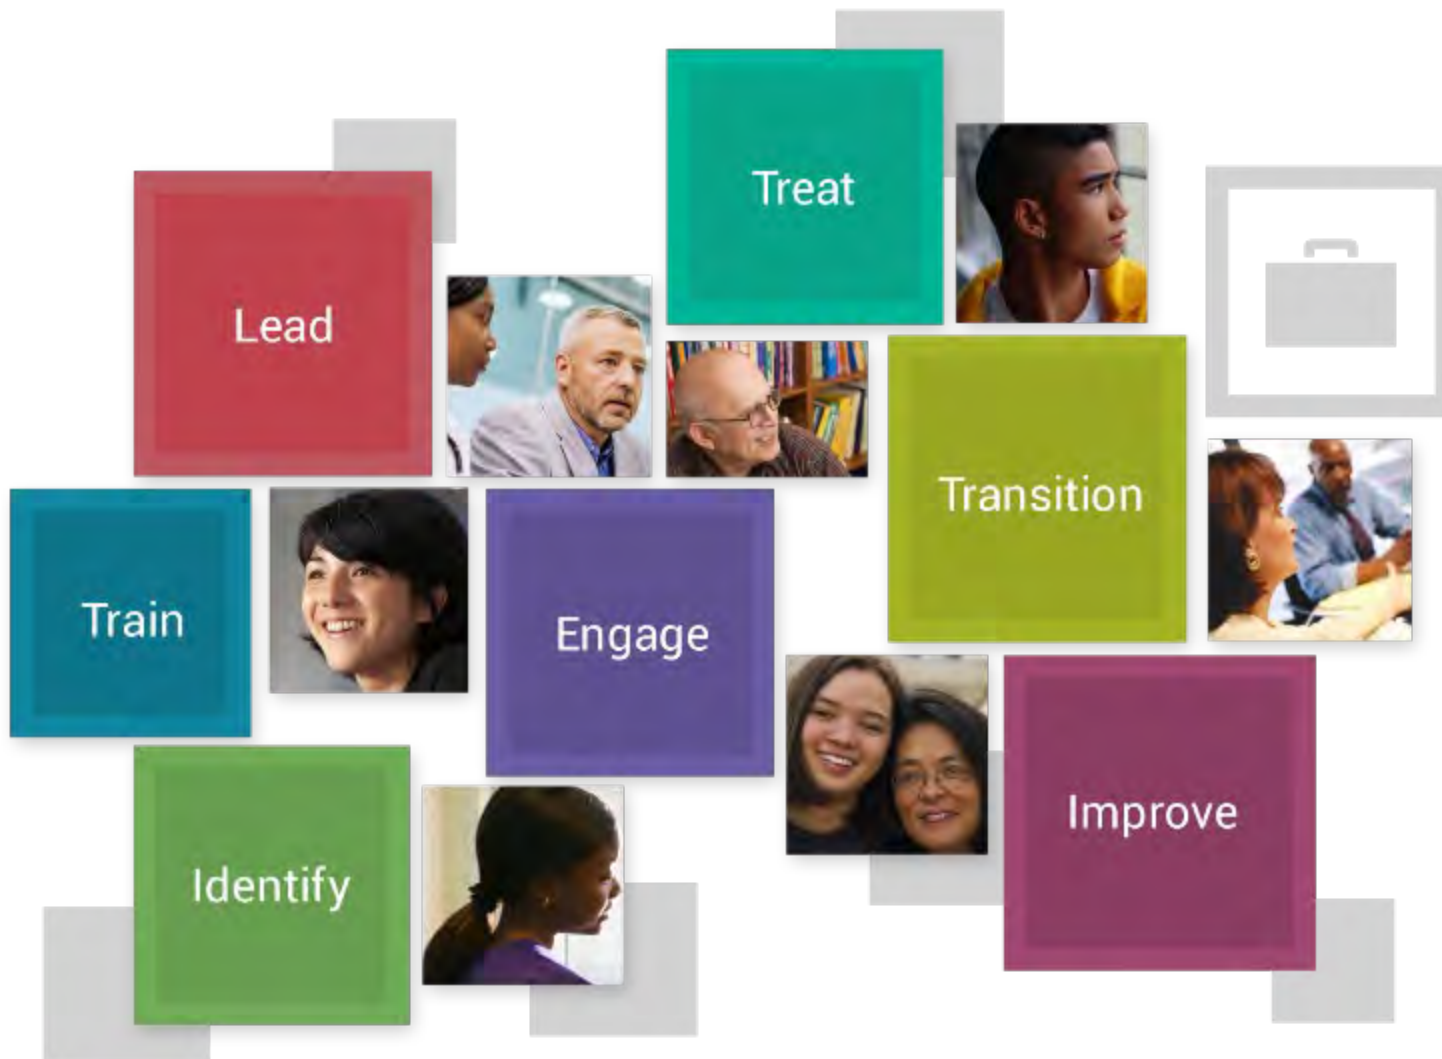 Treat
Lead
Transition
Train
Engage
Improve
Identify